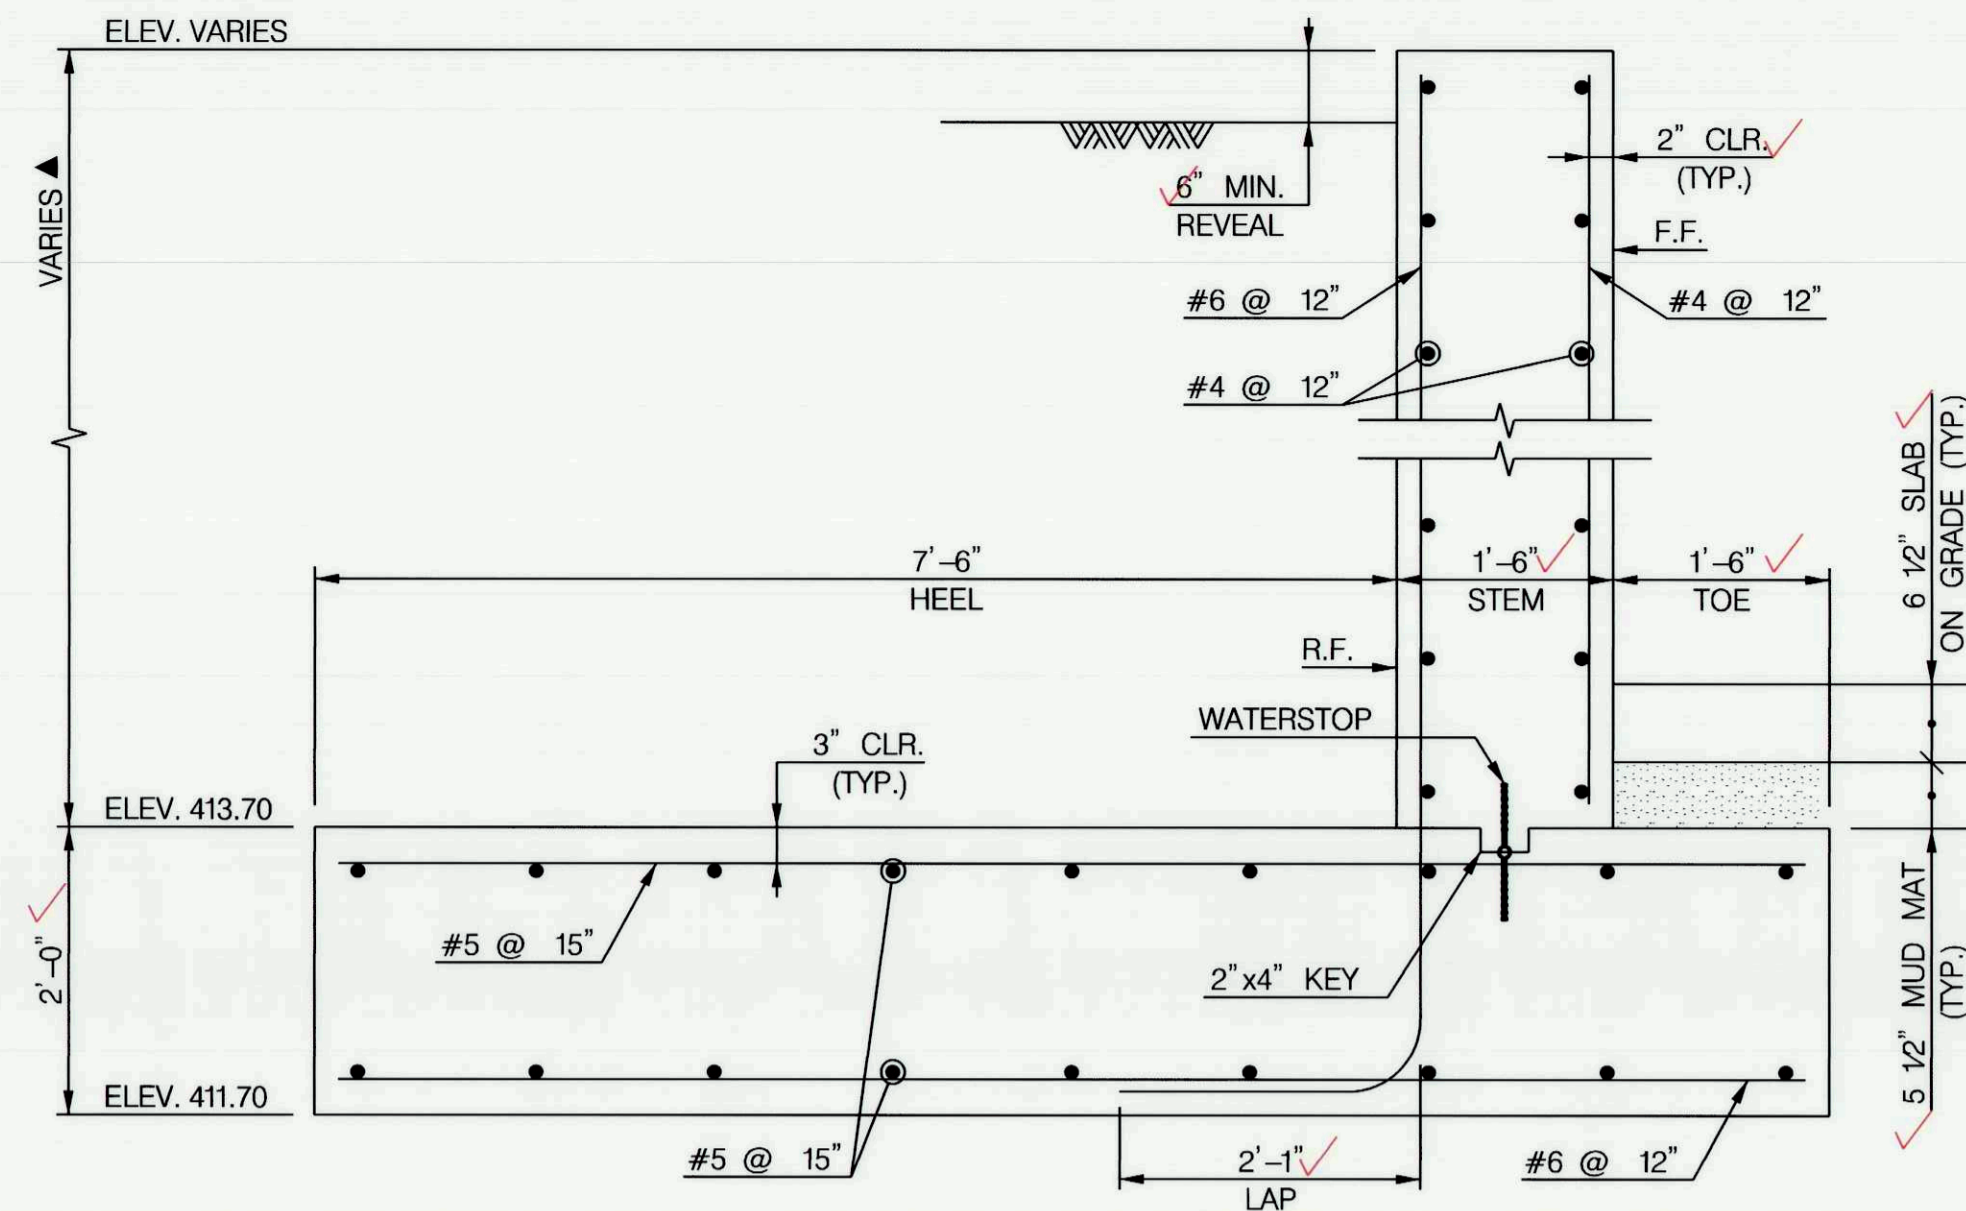 ELEV. VARIES
VARIES ▲
6" MIN.
REVEAL
2" CLR.
(TYP.)
F.F.
#6 @ 12"
#4 @ 12"
#4 @ 12"
6 1/2" SLAB
ON GRADE (TYP.)
7'-6"
HEEL
1'-6"
STEM
1'-6"
TOE
R.F.
WATERSTOP
3" CLR.
(TYP.)
ELEV. 413.70
2'-0"
#5 @ 15"
2"x4" KEY
5 1/2" MUD MAT
(TYP.)
ELEV. 411.70
#5 @ 15"
2'-1"
LAP
#6 @ 12"